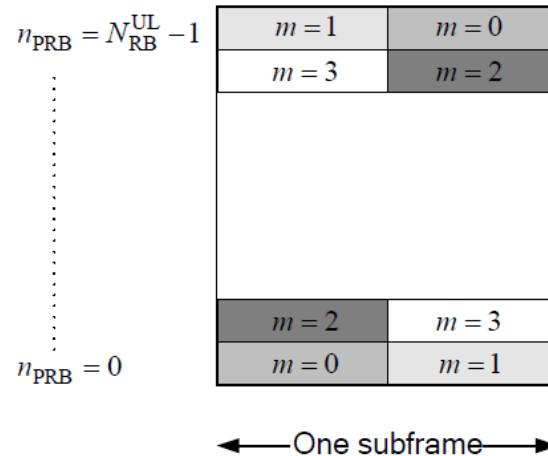 n_PRB = N_RB^UL − 1 m = 1 m = 0
m = 3 m = 2
m = 2 m = 3
n_PRB = 0 m = 0 m = 1
One subframe